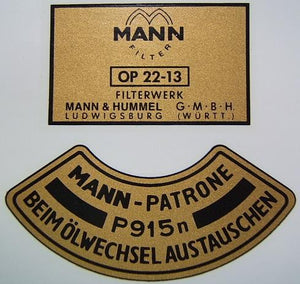 MANN
FILTER
OP 22-13
FILTERWERK
MANN & HUMMEL G·M·B·H.
LUDWIGSBURG (WÜRTT.)
MANN-PATRONE
P915n
BEIM ÖLWECHSEL AUSTAUSCHEN